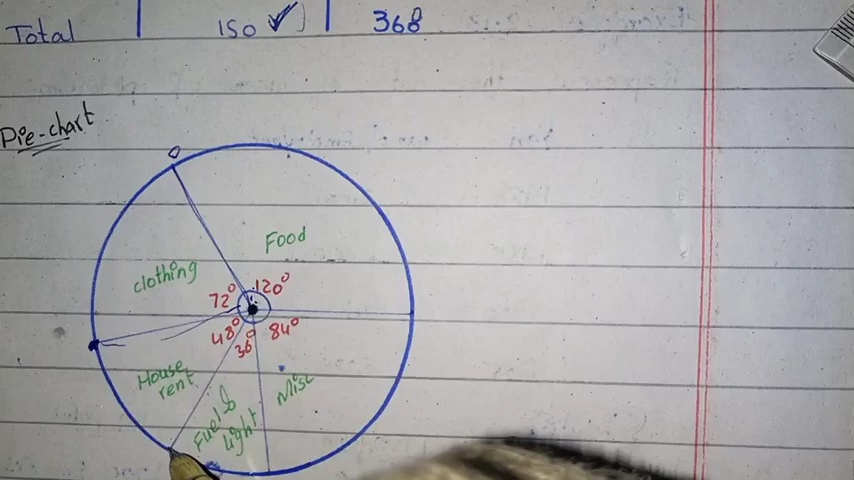 Total 150 368
Pie-chart
Food
clothing
72° 120°
48° 36° 84°
House
rent
Fuel &
light
Misc